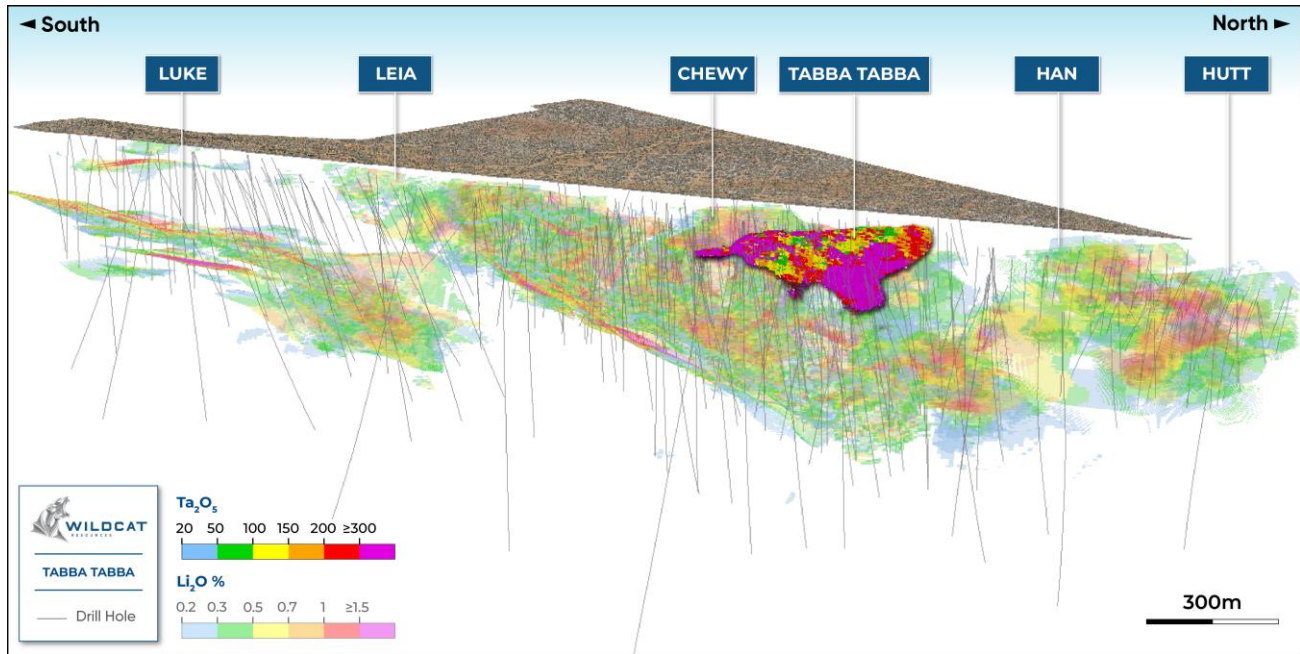 ◄ South
North ►
LUKE
LEIA
CHEWY
TABBA TABBA
HAN
HUTT
WILDCAT
RESOURCES
TABBA TABBA
Drill Hole
Ta₂O₅
20 50 100 150 200 ≥300
Li₂O %
0.2 0.3 0.5 0.7 1 ≥1.5
300m